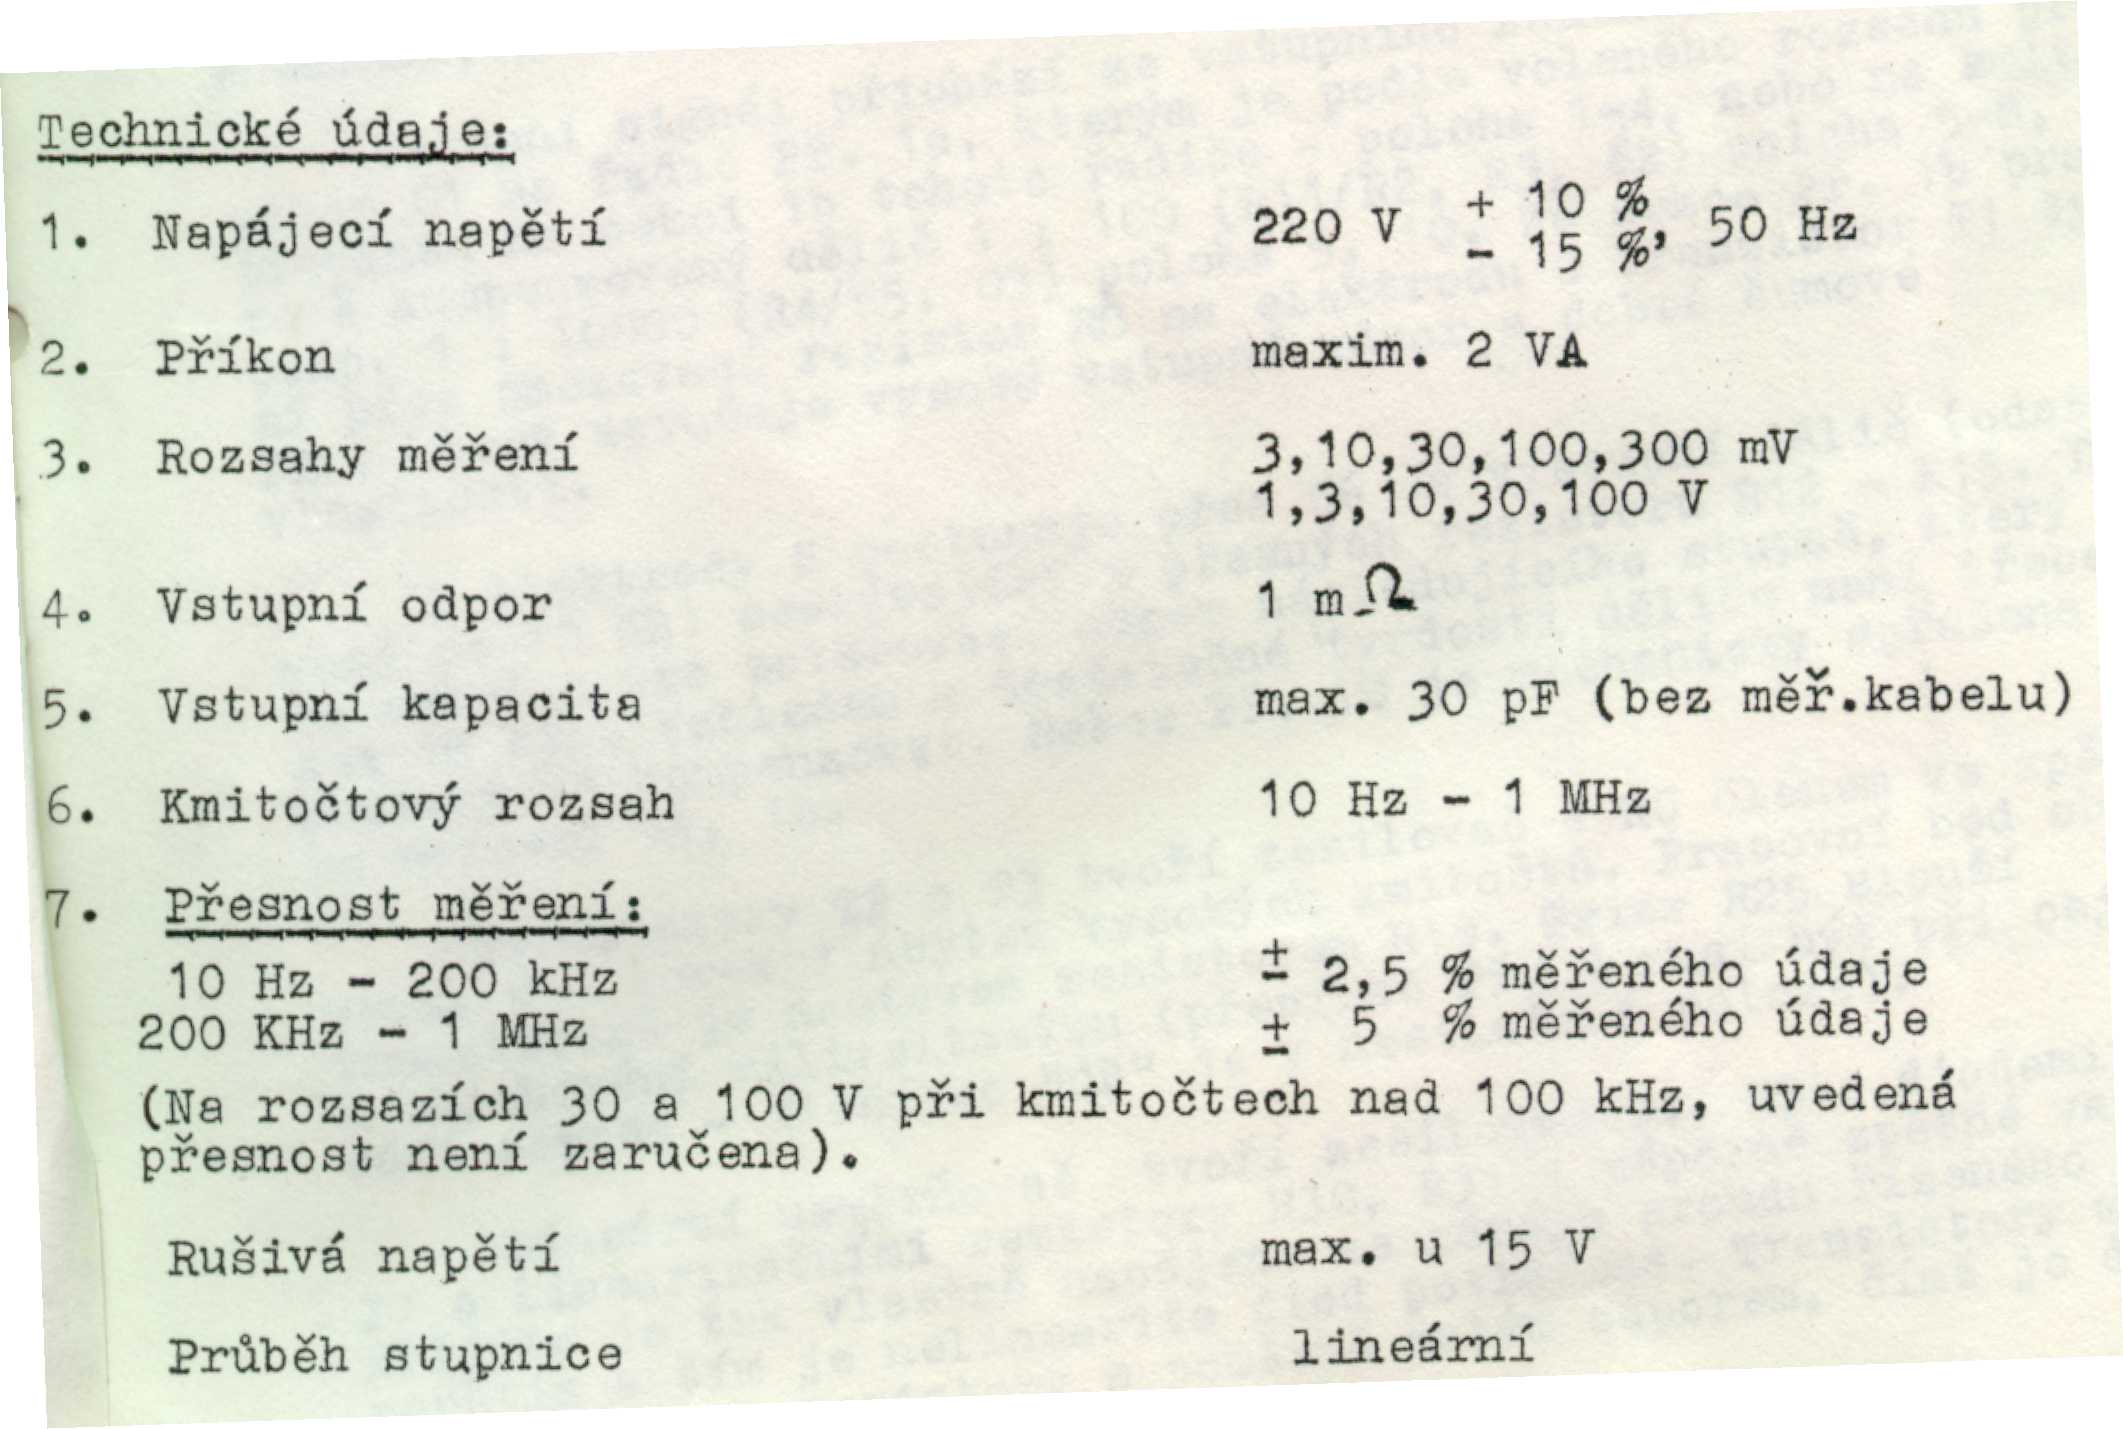 Technické údaje:
1. Napájecí napětí 220 V + 10 % - 15 %, 50 Hz
2. Příkon maxim. 2 VA
3. Rozsahy měření 3,10,30,100,300 mV
1,3,10,30,100 V
4. Vstupní odpor 1 mΩ
5. Vstupní kapacita max. 30 pF (bez měř.kabelu)
6. Kmitočtový rozsah 10 Hz - 1 MHz
7. Přesnost měření:
10 Hz - 200 kHz ± 2,5 % měřeného údaje
200 KHz - 1 MHz ± 5 % měřeného údaje
(Na rozsazích 30 a 100 V při kmitočtech nad 100 kHz, uvedená
přesnost není zaručena).
Rušivá napětí max. u 15 V
Průběh stupnice lineární